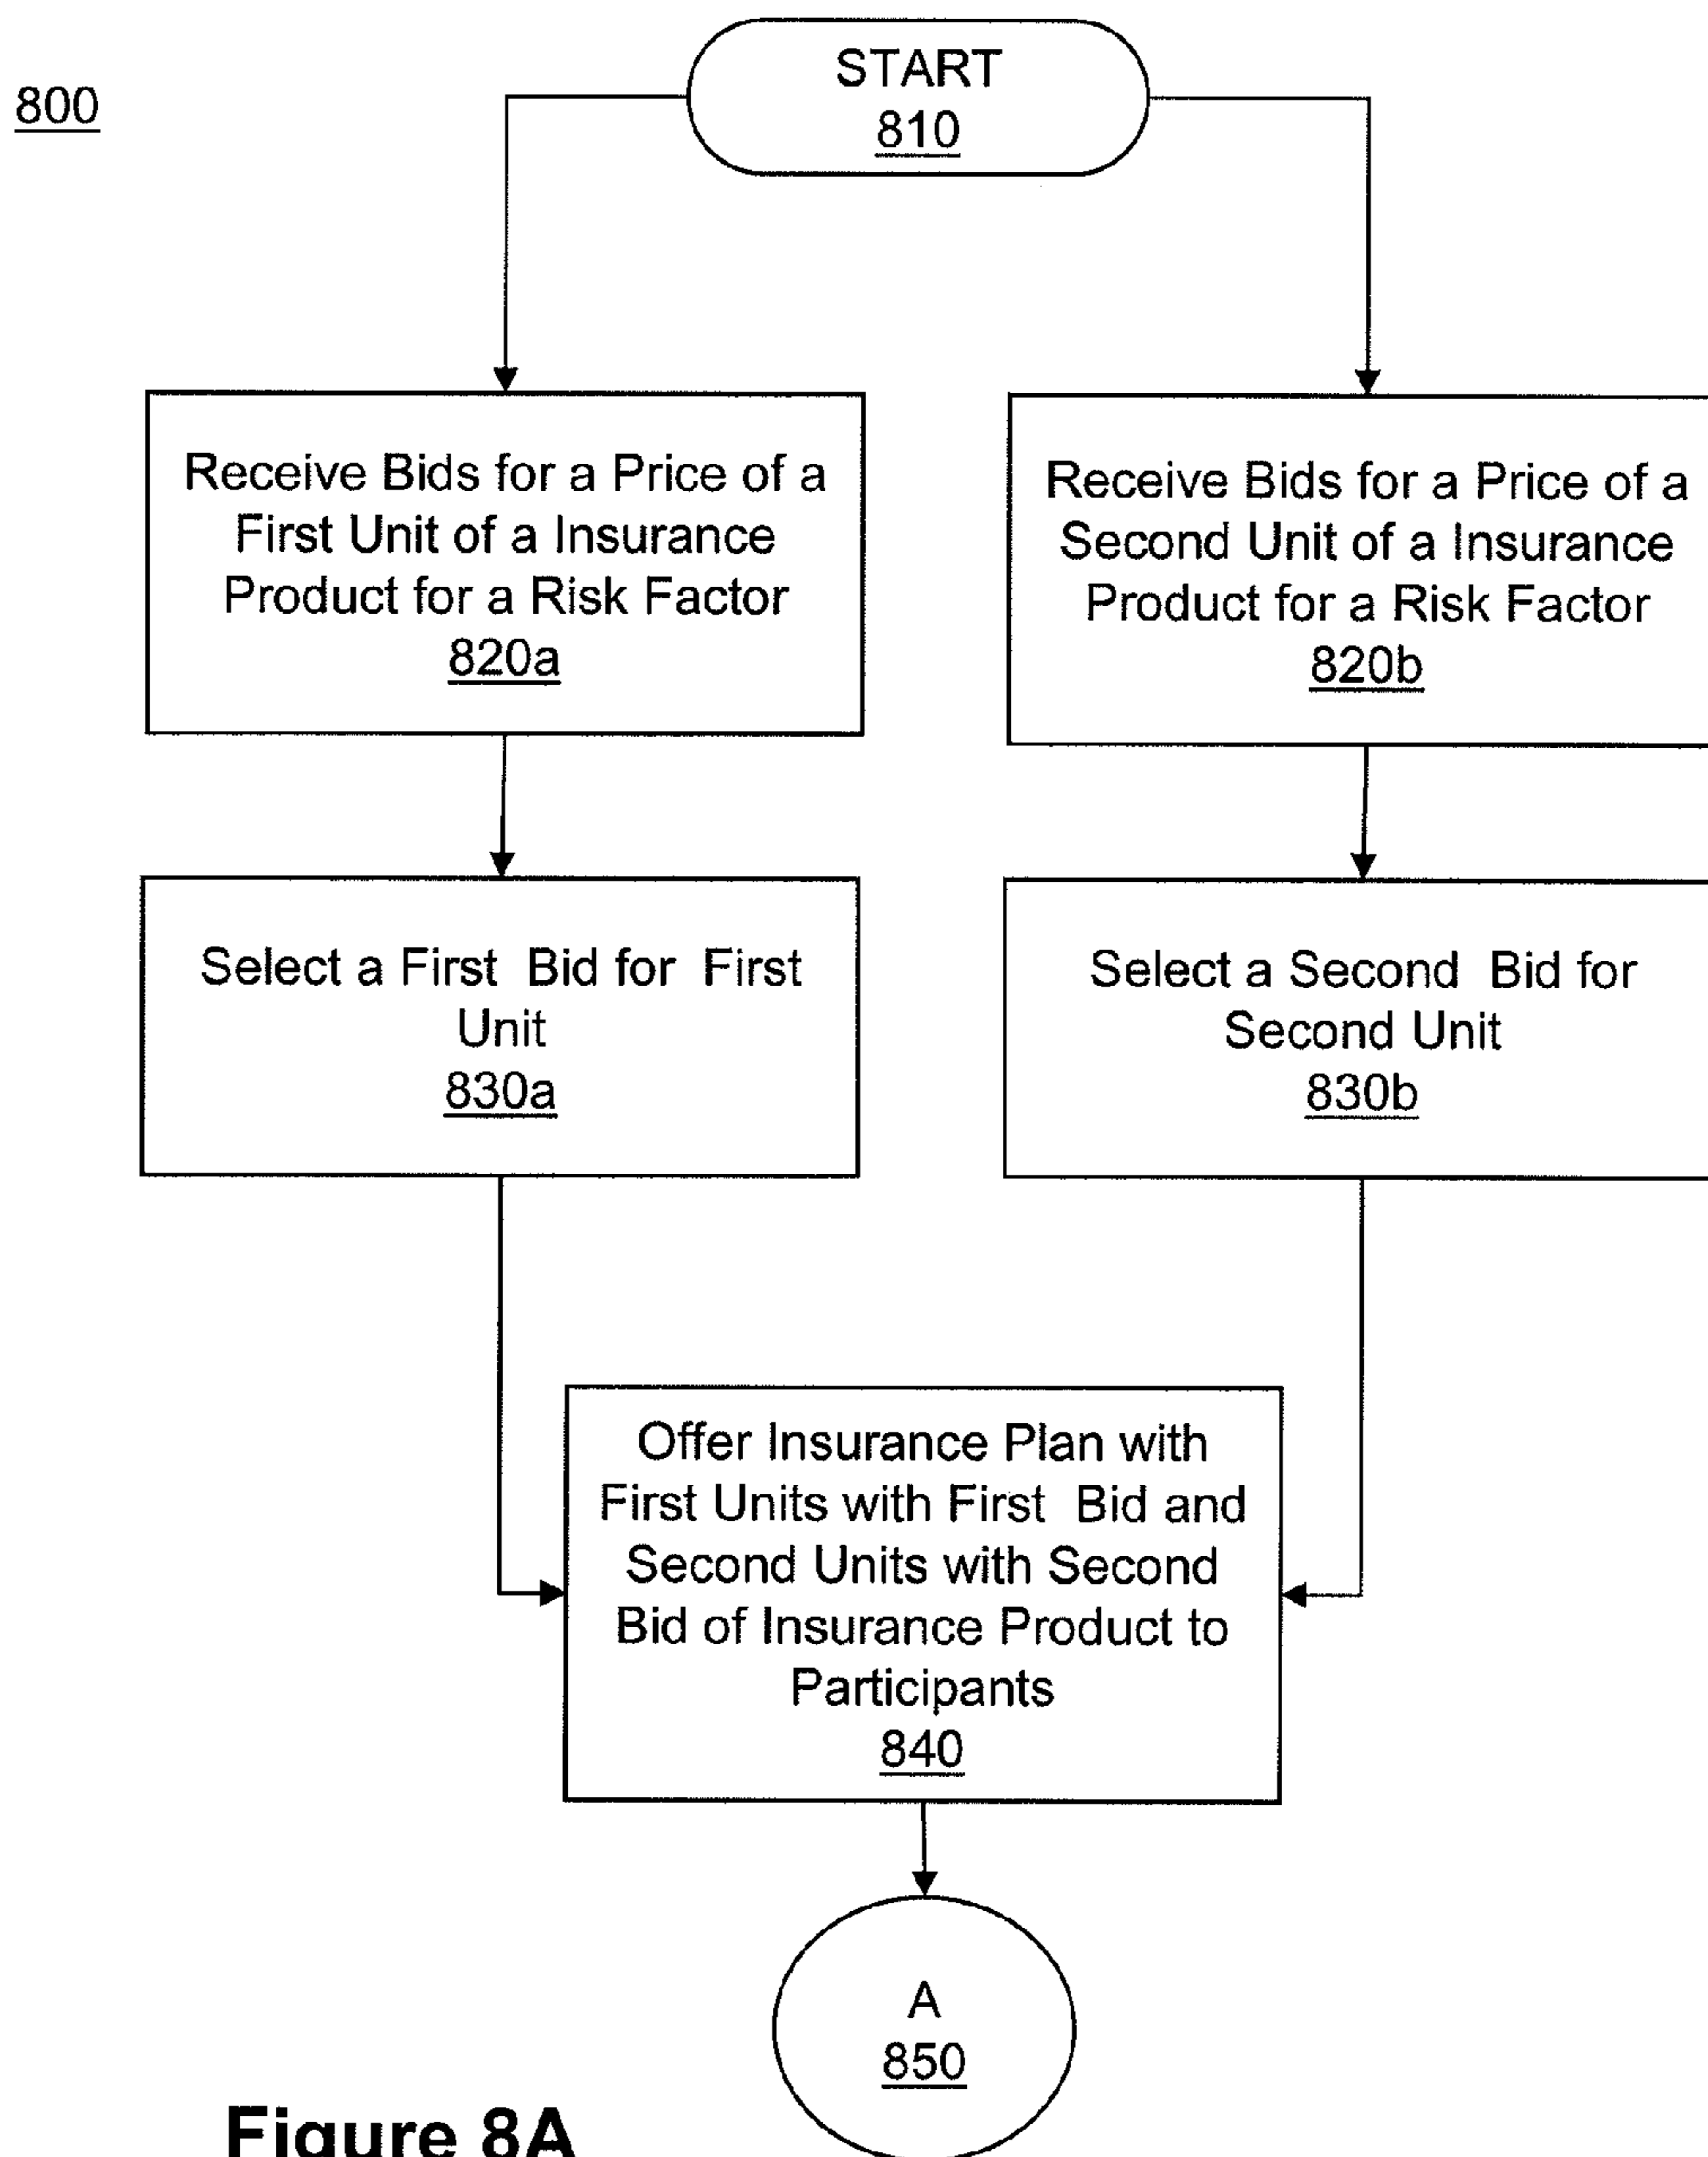 800
START
810
Receive Bids for a Price of a
First Unit of a Insurance
Product for a Risk Factor
820a
Receive Bids for a Price of a
Second Unit of a Insurance
Product for a Risk Factor
820b
Select a First Bid for First
Unit
830a
Select a Second Bid for
Second Unit
830b
Offer Insurance Plan with
First Units with First Bid and
Second Units with Second
Bid of Insurance Product to
Participants
840
A
850
Figure 8A